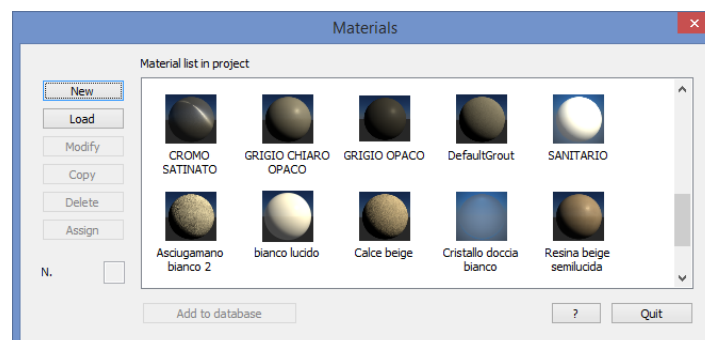 Materials
Material list in project
New
Load
Modify
Copy
Delete
Assign
N.
CROMO
SATINATO
GRIGIO CHIARO
OPACO
GRIGIO OPACO
DefaultGrout
SANITARIO
Asciugamano
bianco 2
bianco lucido
Calce beige
Cristallo doccia
bianco
Resina beige
semilucida
Add to database
?
Quit